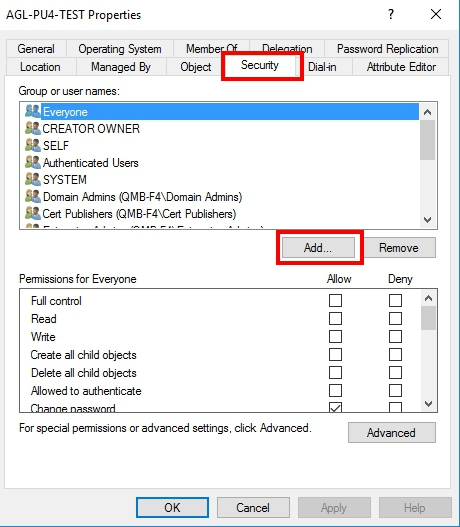 AGL-PU4-TEST Properties
?
General Operating System Member Of Delegation Password Replication
Location Managed By Object Security Dial-in Attribute Editor
Group or user names:
Everyone
CREATOR OWNER
SELF
Authenticated Users
SYSTEM
Domain Admins (QMB-F4\Domain Admins)
Cert Publishers (QMB-F4\Cert Publishers)
Add... Remove
Permissions for Everyone Allow Deny
Full control
Read
Write
Create all child objects
Delete all child objects
Allowed to authenticate
Change password
For special permissions or advanced settings, click Advanced.
Advanced
OK Cancel Apply Help